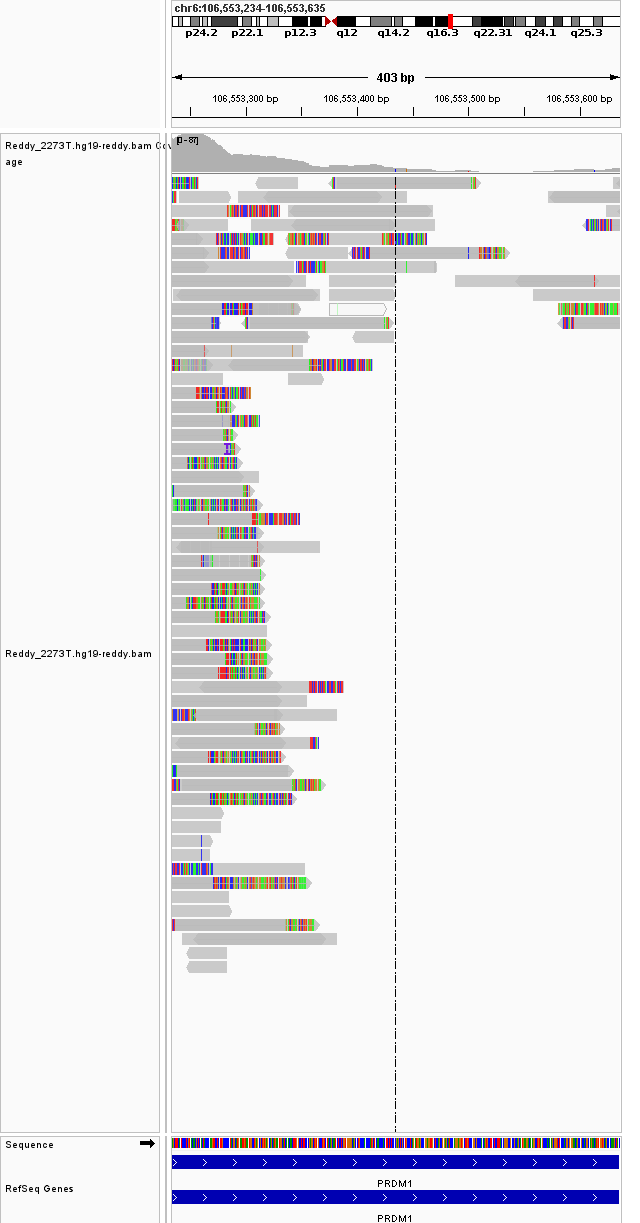 chr6:106,553,234-106,553,635
p24.2 p22.1 p12.3 q12 q14.2 q16.3 q22.31 q24.1 q25.3
403 bp
106,553,300 bp 106,553,400 bp 106,553,500 bp 106,553,600 bp
Reddy_2273T.hg19-reddy.bam Cov
age
[0 - 87]
Reddy_2273T.hg19-reddy.bam
Sequence
RefSeq Genes
PRDM1
PRDM1